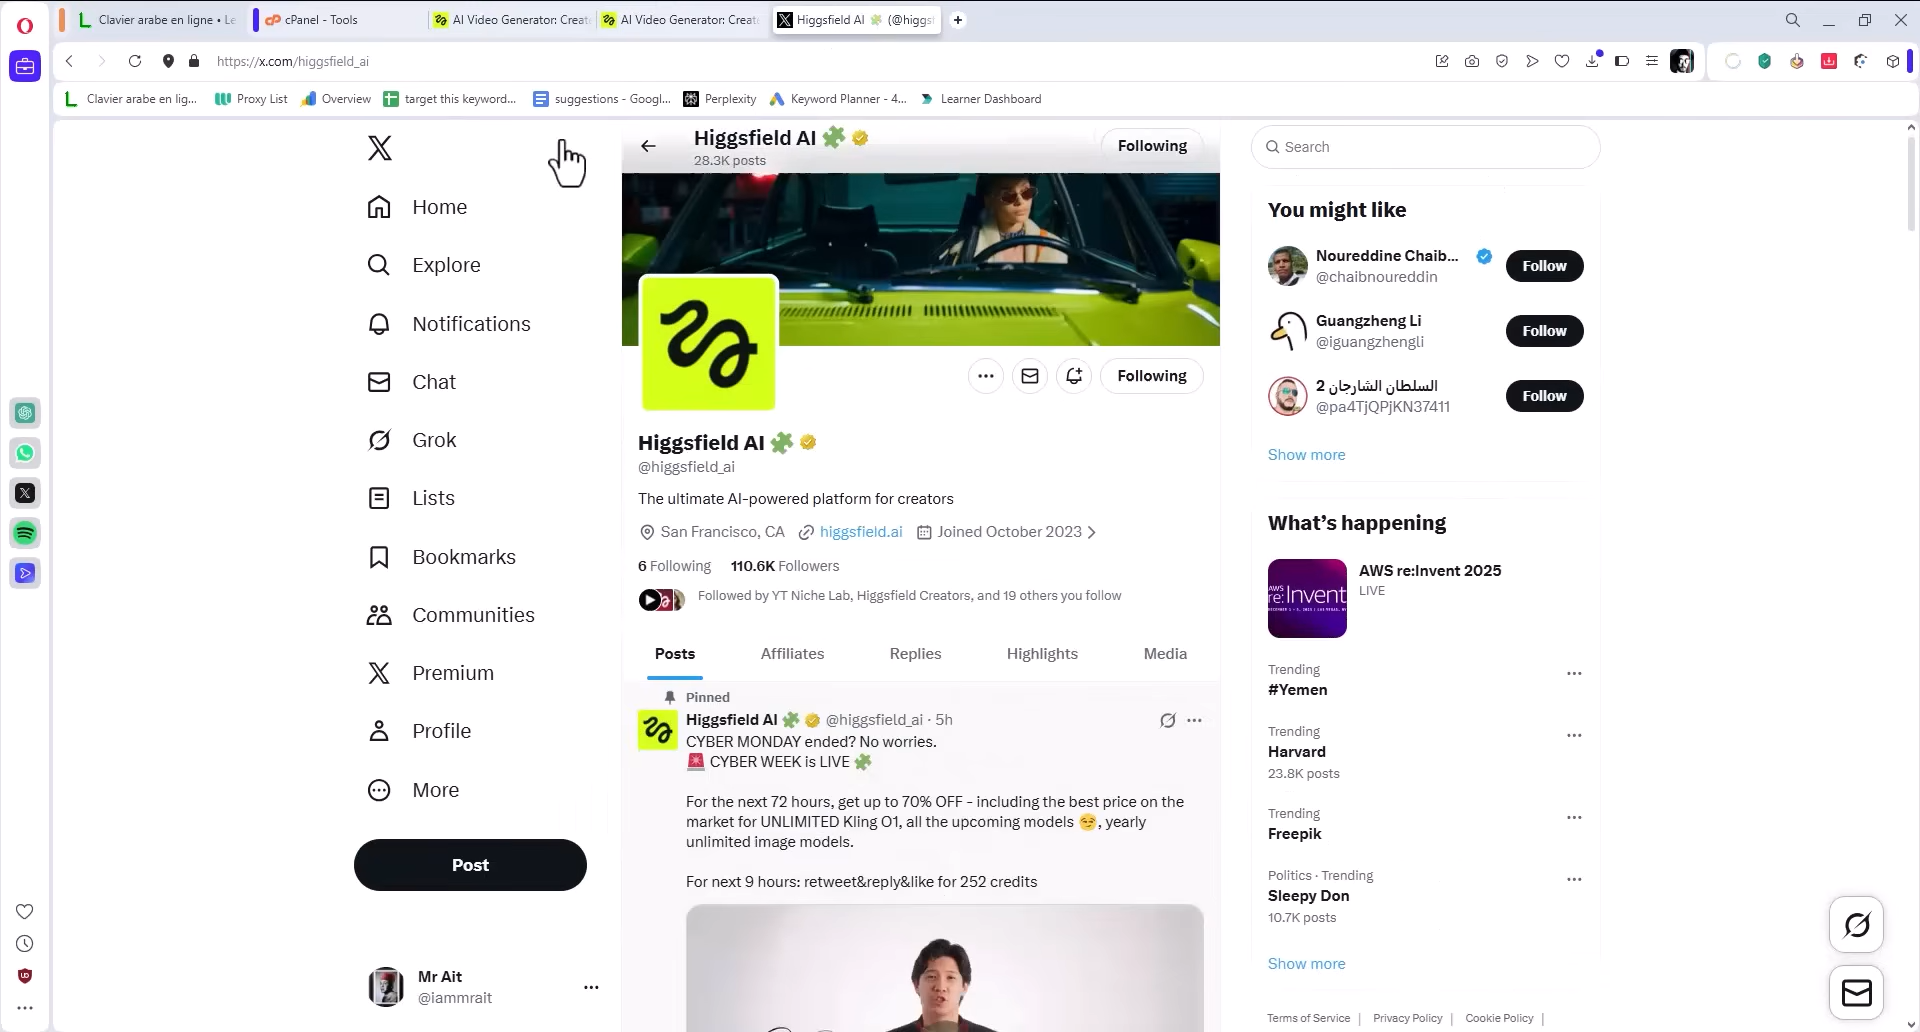 Clavier arabe en ligne • Le
cPanel - Tools
AI Video Generator: Creat
AI Video Generator: Creat
Higgsfield AI 🧩 (@higgs
https://x.com/higgsfield_ai
Clavier arabe en lig...
Proxy List
Overview
target this keyword...
suggestions - Googl...
Perplexity
Keyword Planner - 4...
Learner Dashboard
Home
Explore
Notifications
Chat
Grok
Lists
Bookmarks
Communities
Premium
Profile
More
Post
Mr Ait
@iammrait
Higgsfield AI 🧩
28.3K posts
Following
Following
Higgsfield AI 🧩
@higgsfield_ai
The ultimate AI-powered platform for creators
San Francisco, CA higgsfield.ai Joined October 2023
6 Following 110.6K Followers
Followed by YT Niche Lab, Higgsfield Creators, and 19 others you follow
Posts Affiliates Replies Highlights Media
Pinned
Higgsfield AI 🧩 @higgsfield_ai · 5h
CYBER MONDAY ended? No worries.
🚨 CYBER WEEK is LIVE 🧩
For the next 72 hours, get up to 70% OFF - including the best price on the
market for UNLIMITED Kling O1, all the upcoming models 😏, yearly
unlimited image models.
For next 9 hours: retweet&reply&like for 252 credits
Search
You might like
Noureddine Chaib...
@chaibnoureddin
Follow
Guangzheng Li
@iguangzhengli
Follow
السلطان الشارجان 2
@pa4TjQPjKN37411
Follow
Show more
What's happening
aws
re:Invent
AWS re:Invent 2025
LIVE
Trending
#Yemen
Trending
Harvard
23.8K posts
Trending
Freepik
Politics · Trending
Sleepy Don
10.7K posts
Show more
Terms of Service | Privacy Policy | Cookie Policy |